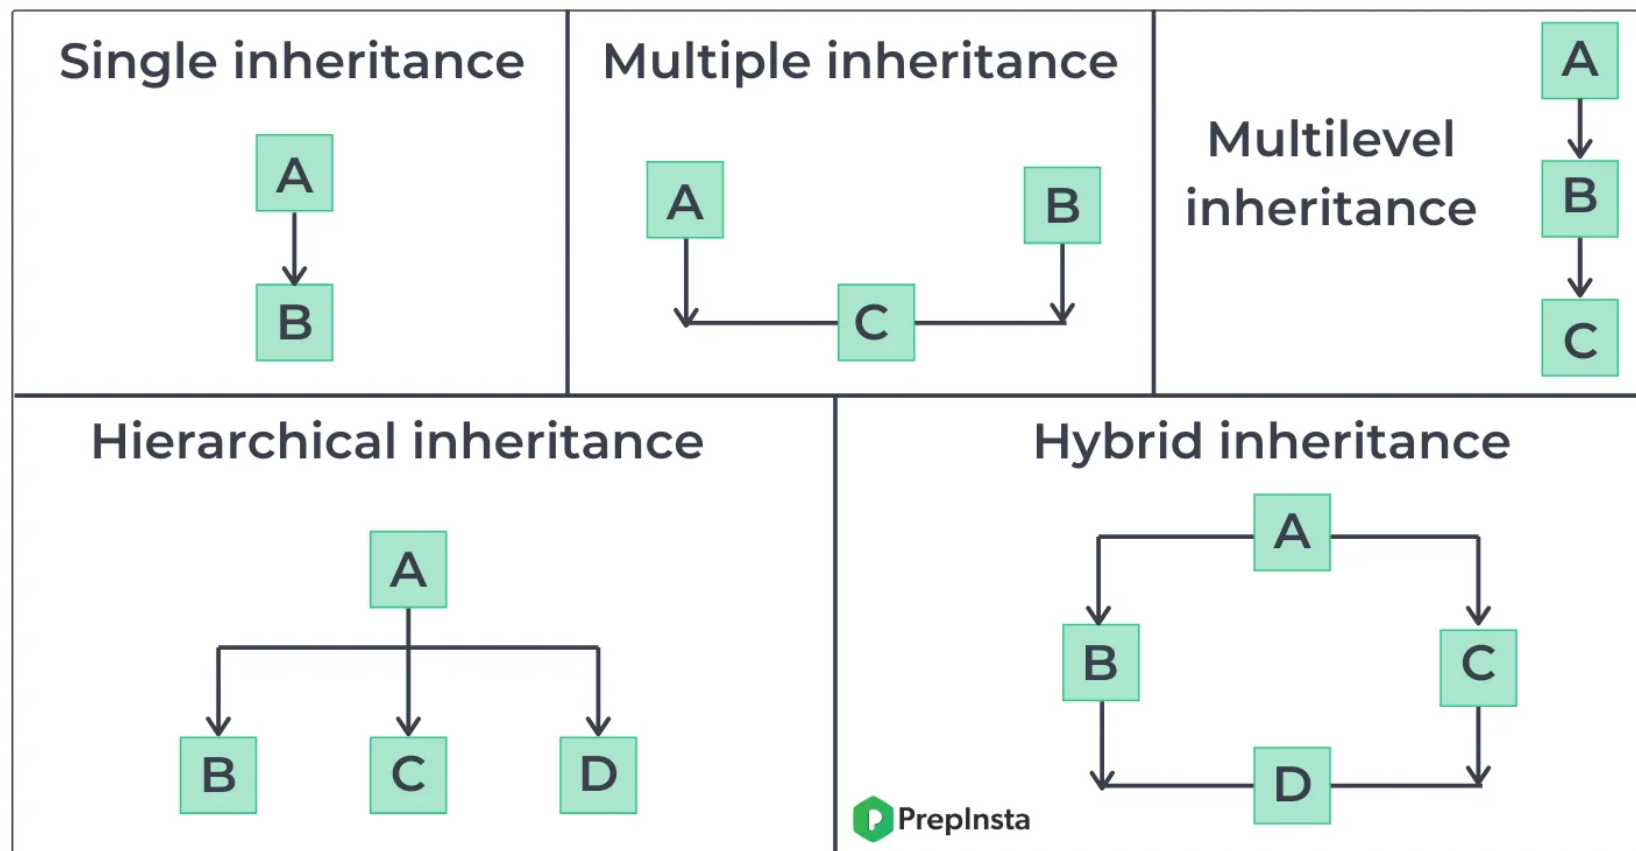 Single inheritance
A
B
Multiple inheritance
A
B
C
Multilevel
inheritance
A
B
C
Hierarchical inheritance
A
B
C
D
Hybrid inheritance
A
B
C
D
PrepInsta